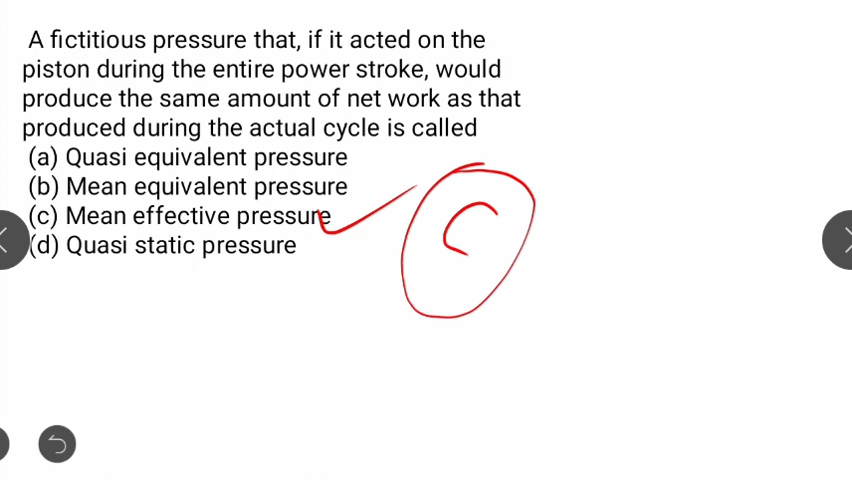 A fictitious pressure that, if it acted on the
piston during the entire power stroke, would
produce the same amount of net work as that
produced during the actual cycle is called
(a) Quasi equivalent pressure
(b) Mean equivalent pressure
(c) Mean effective pressure
(d) Quasi static pressure
C